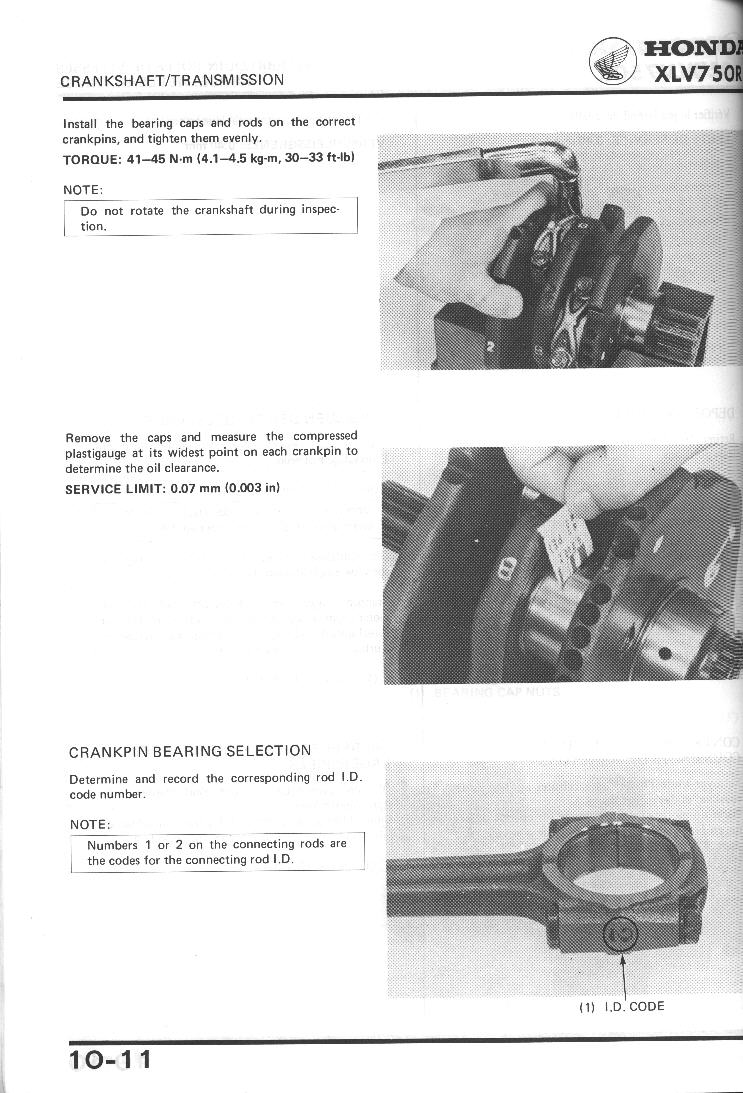 CRANKSHAFT/TRANSMISSION
HONDA
XLV750R
Install the bearing caps and rods on the correct
crankpins, and tighten them evenly.
TORQUE: 41–45 N·m (4.1–4.5 kg-m, 30–33 ft-lb)
NOTE:
Do not rotate the crankshaft during inspec-
tion.
2
Remove the caps and measure the compressed
plastigauge at its widest point on each crankpin to
determine the oil clearance.
SERVICE LIMIT: 0.07 mm (0.003 in)
CRANKPIN BEARING SELECTION
Determine and record the corresponding rod I.D.
code number.
NOTE:
Numbers 1 or 2 on the connecting rods are
the codes for the connecting rod I.D.
(1) I.D. CODE
10-11